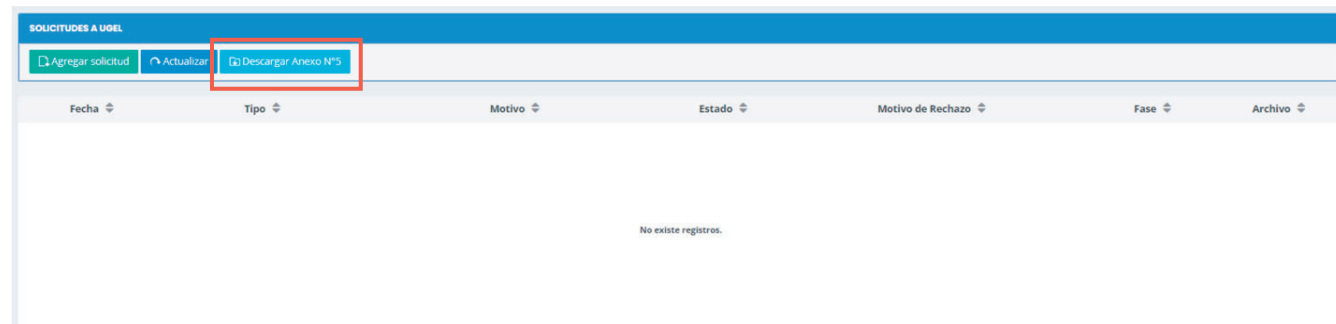 SOLICITUDES A UGEL
Agregar solicitud Actualizar Descargar Anexo N°5
Fecha Tipo Motivo Estado Motivo de Rechazo Fase Archivo
No existe registros.